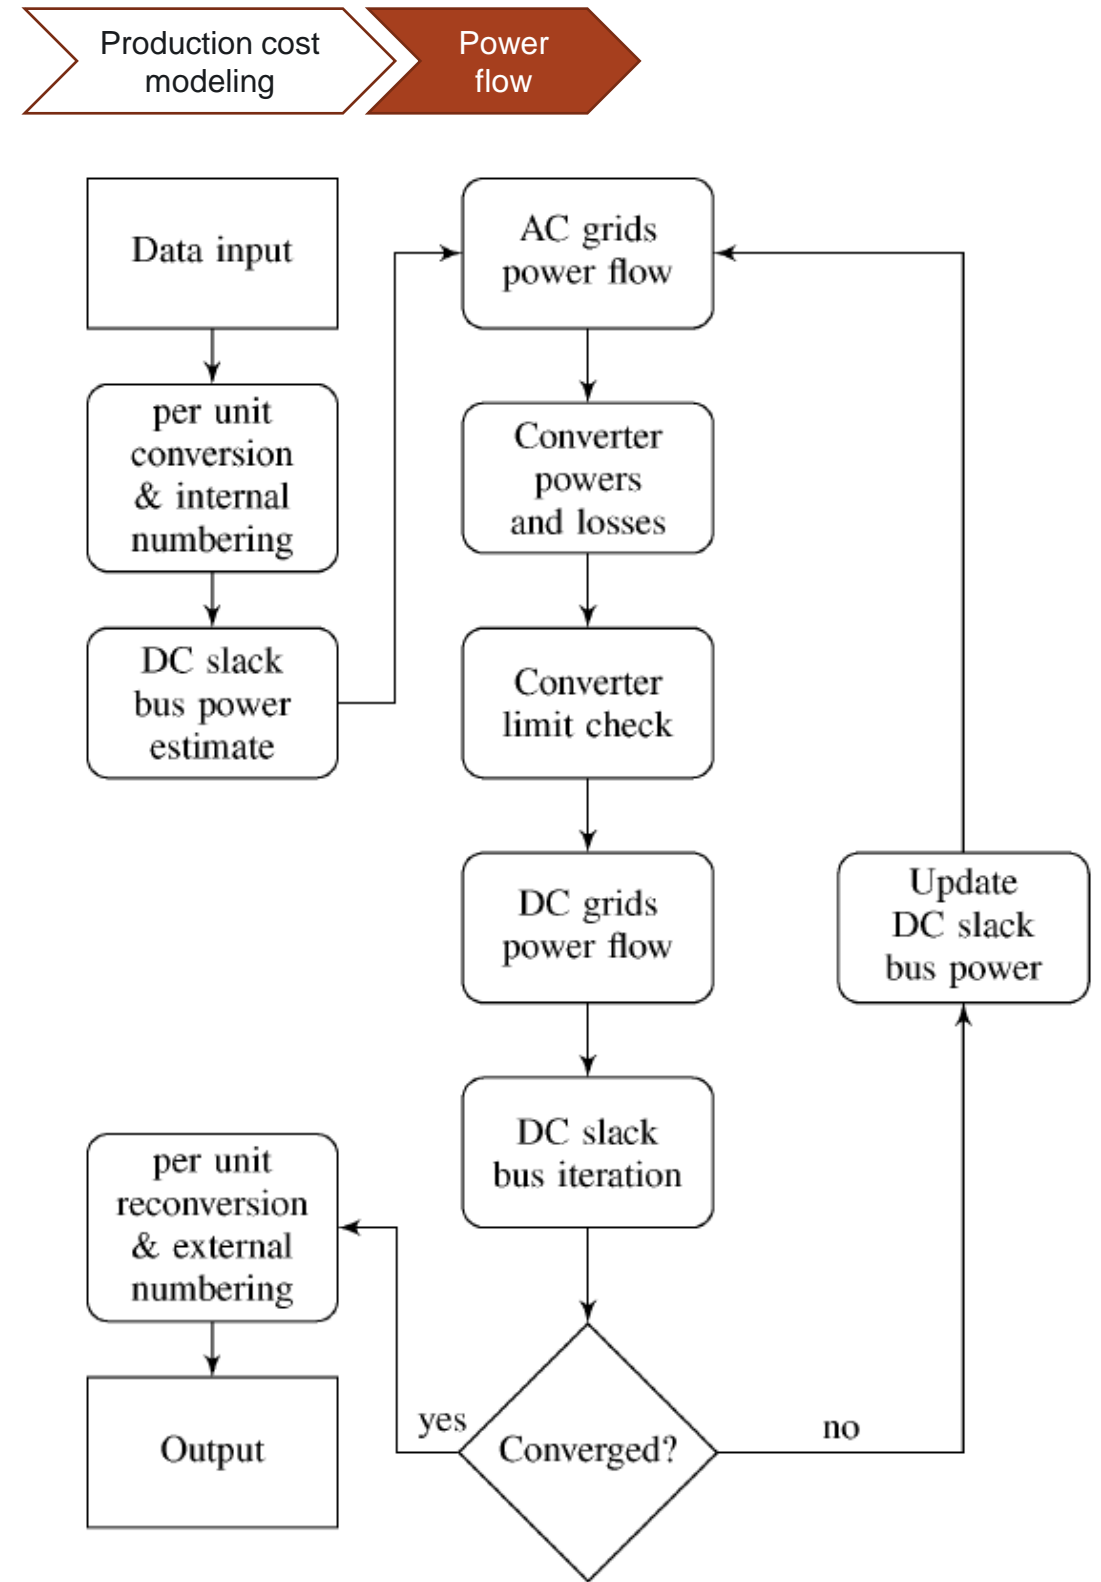 Production cost
modeling
Power
flow
Data input
per unit
conversion
& internal
numbering
DC slack
bus power
estimate
AC grids
power flow
Converter
powers
and losses
Converter
limit check
DC grids
power flow
DC slack
bus iteration
Converged?
yes
no
Update
DC slack
bus power
per unit
reconversion
& external
numbering
Output